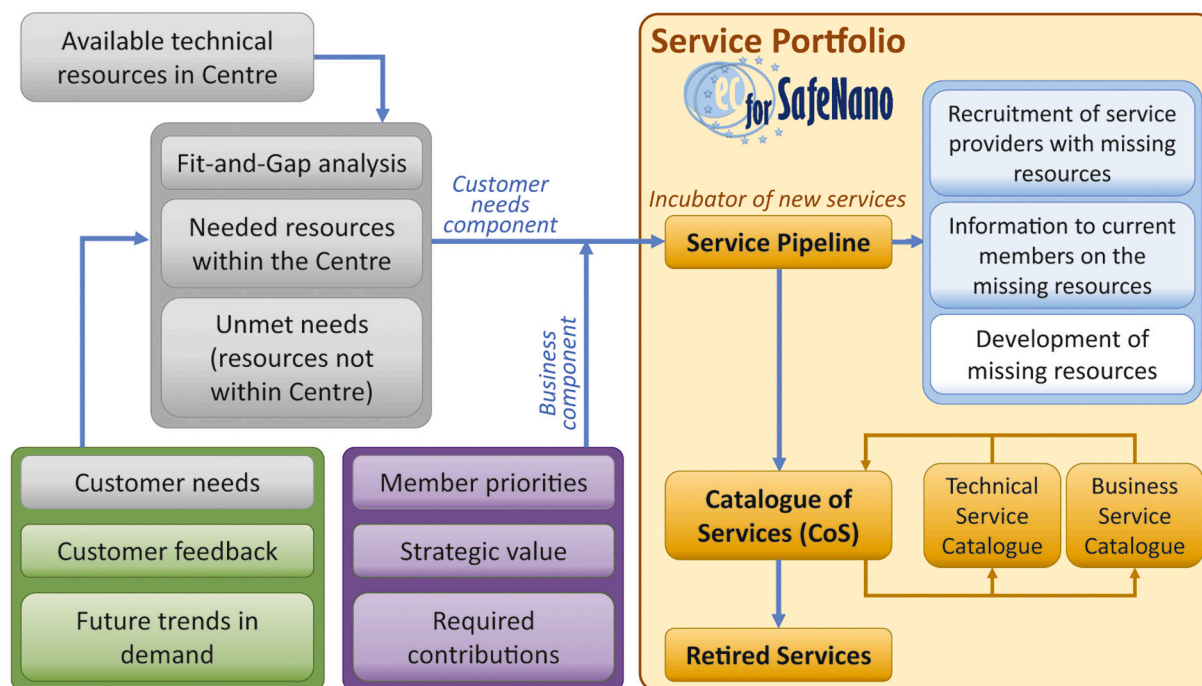 Available technical
resources in Centre
Fit-and-Gap analysis
Needed resources
within the Centre
Unmet needs
(resources not
within Centre)
Customer needs
Customer feedback
Future trends in
demand
Member priorities
Strategic value
Required
contributions
Customer
needs
component
Business
component
Service Portfolio
ec for SafeNano
Incubator of new services
Service Pipeline
Recruitment of service
providers with missing
resources
Information to current
members on the
missing resources
Development of
missing resources
Catalogue of
Services (CoS)
Technical
Service
Catalogue
Business
Service
Catalogue
Retired Services